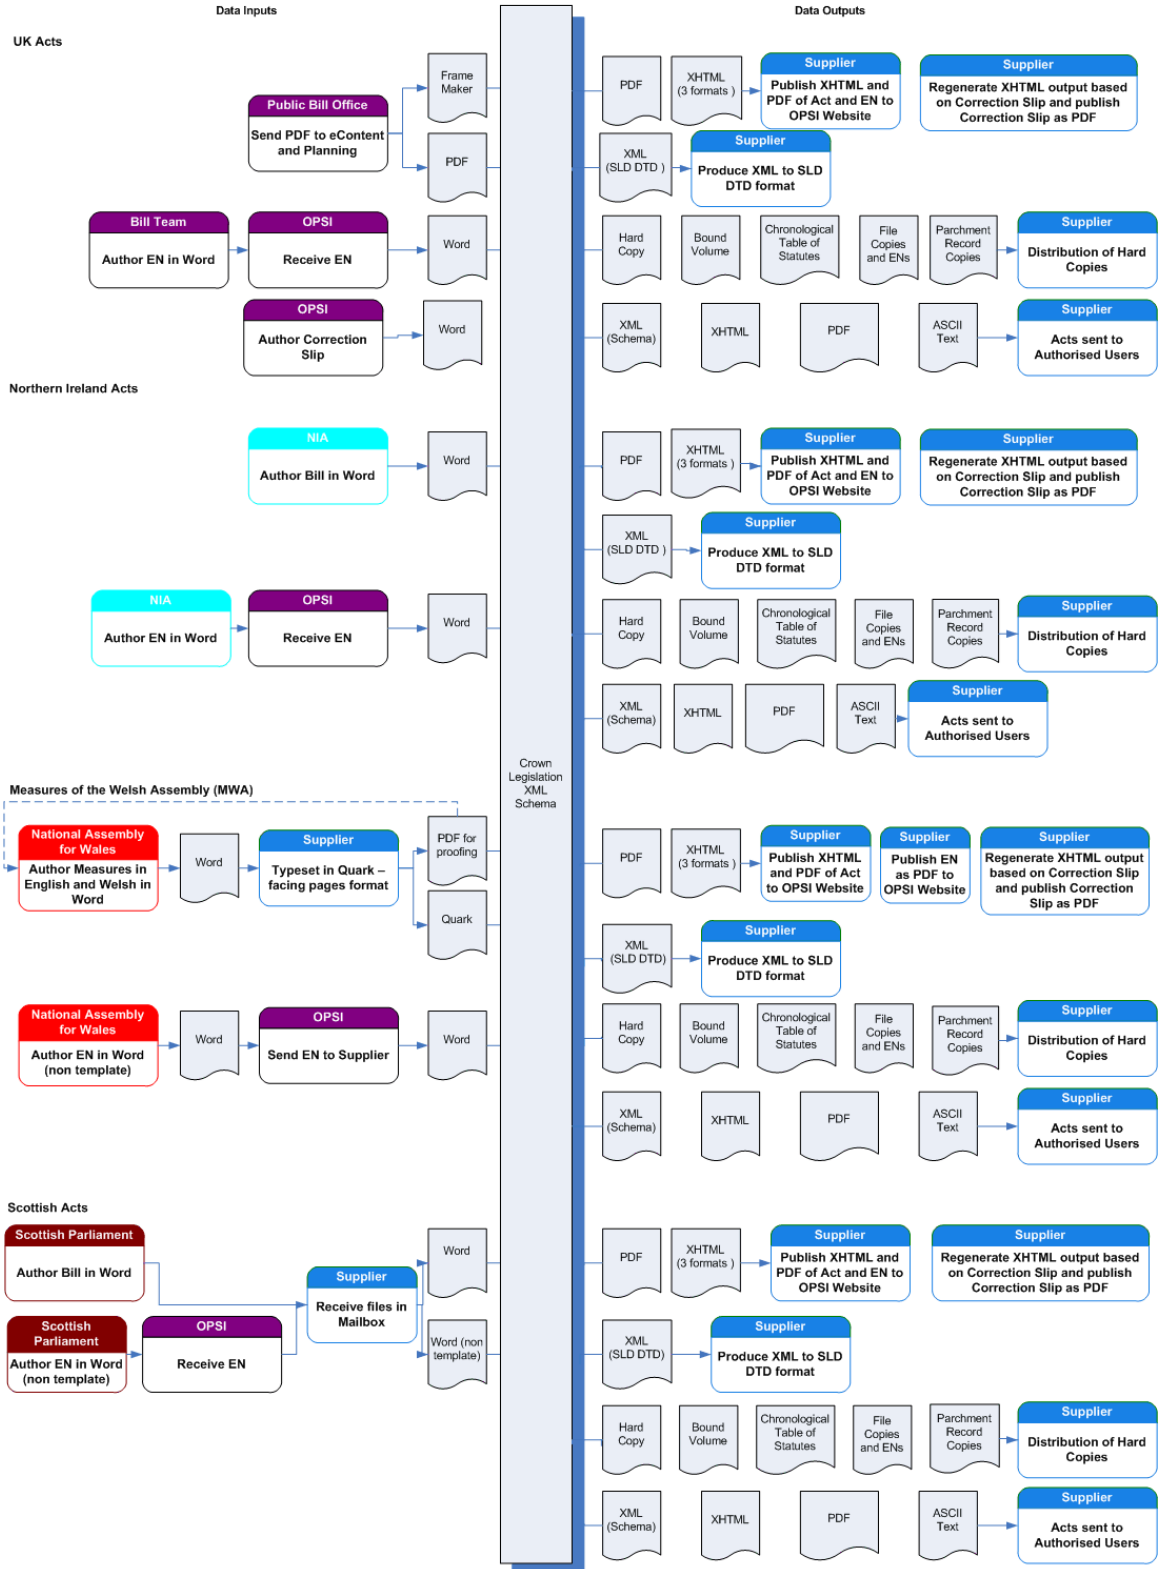 Data Inputs
Data Outputs
UK Acts
Public Bill Office
Send PDF to eContent
and Planning
Frame
Maker
PDF
PDF
XHTML
(3 formats )
Supplier
Publish XHTML and
PDF of Act and EN to
OPSI Website
Supplier
Regenerate XHTML output based
on Correction Slip and publish
Correction Slip as PDF
XML
(SLD DTD )
Supplier
Produce XML to SLD
DTD format
Bill Team
Author EN in Word
OPSI
Receive EN
Word
Hard
Copy
Bound
Volume
Chronological
Table of
Statutes
File
Copies
and ENs
Parchment
Record
Copies
Supplier
Distribution of Hard
Copies
OPSI
Author Correction
Slip
Word
XML
(Schema)
XHTML
PDF
ASCII
Text
Supplier
Acts sent to
Authorised Users
Northern Ireland Acts
NIA
Author Bill in Word
Word
PDF
XHTML
(3 formats )
Supplier
Publish XHTML and
PDF of Act and EN to
OPSI Website
Supplier
Regenerate XHTML output based
on Correction Slip and publish
Correction Slip as PDF
XML
(SLD DTD )
Supplier
Produce XML to SLD
DTD format
NIA
Author EN in Word
OPSI
Receive EN
Word
Hard
Copy
Bound
Volume
Chronological
Table of
Statutes
File
Copies
and ENs
Parchment
Record
Copies
Supplier
Distribution of Hard
Copies
XML
(Schema)
XHTML
PDF
ASCII
Text
Supplier
Acts sent to
Authorised Users
Crown
Legislation
XML
Schema
Measures of the Welsh Assembly (MWA)
National Assembly
for Wales
Author Measures in
English and Welsh in
Word
Word
Supplier
Typeset in Quark –
facing pages format
PDF for
proofing
Quark
PDF
XHTML
(3 formats )
Supplier
Publish XHTML
and PDF of Act
to OPSI Website
Supplier
Publish EN
as PDF to
OPSI Website
Supplier
Regenerate XHTML output
based on Correction Slip
and publish Correction
Slip as PDF
XML
(SLD DTD)
Supplier
Produce XML to SLD
DTD format
National Assembly
for Wales
Author EN in Word
(non template)
Word
OPSI
Send EN to Supplier
Word
Hard
Copy
Bound
Volume
Chronological
Table of
Statutes
File
Copies
and ENs
Parchment
Record
Copies
Supplier
Distribution of Hard
Copies
XML
(Schema)
XHTML
PDF
ASCII
Text
Supplier
Acts sent to
Authorised Users
Scottish Acts
Scottish Parliament
Author Bill in Word
Supplier
Receive files in
Mailbox
Word
PDF
XHTML
(3 formats )
Supplier
Publish XHTML and
PDF of Act and EN to
OPSI Website
Supplier
Regenerate XHTML output based
on Correction Slip and publish
Correction Slip as PDF
Scottish
Parliament
Author EN in Word
(non template)
OPSI
Receive EN
Word (non
template)
XML
(SLD DTD)
Supplier
Produce XML to SLD
DTD format
Hard
Copy
Bound
Volume
Chronological
Table of
Statutes
File
Copies
and ENs
Parchment
Record
Copies
Supplier
Distribution of Hard
Copies
XML
(Schema)
XHTML
PDF
ASCII
Text
Supplier
Acts sent to
Authorised Users